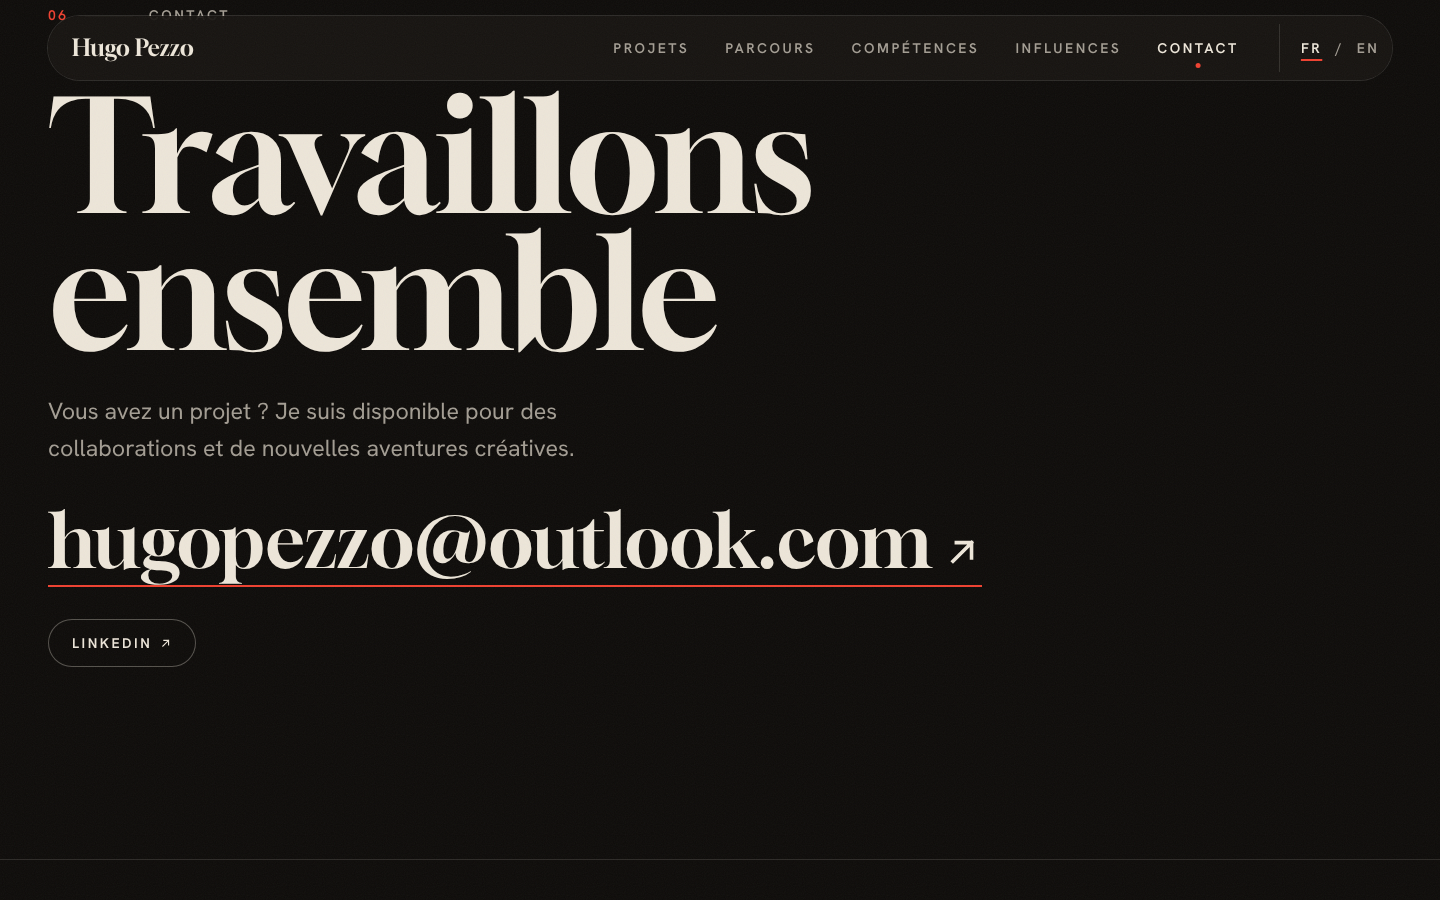 06 CONTACT
Hugo Pezzo PROJETS PARCOURS COMPÉTENCES INFLUENCES CONTACT FR / EN
Travaillons
ensemble
Vous avez un projet ? Je suis disponible pour des
collaborations et de nouvelles aventures créatives.
hugopezzo@outlook.com ↗
LINKEDIN ↗